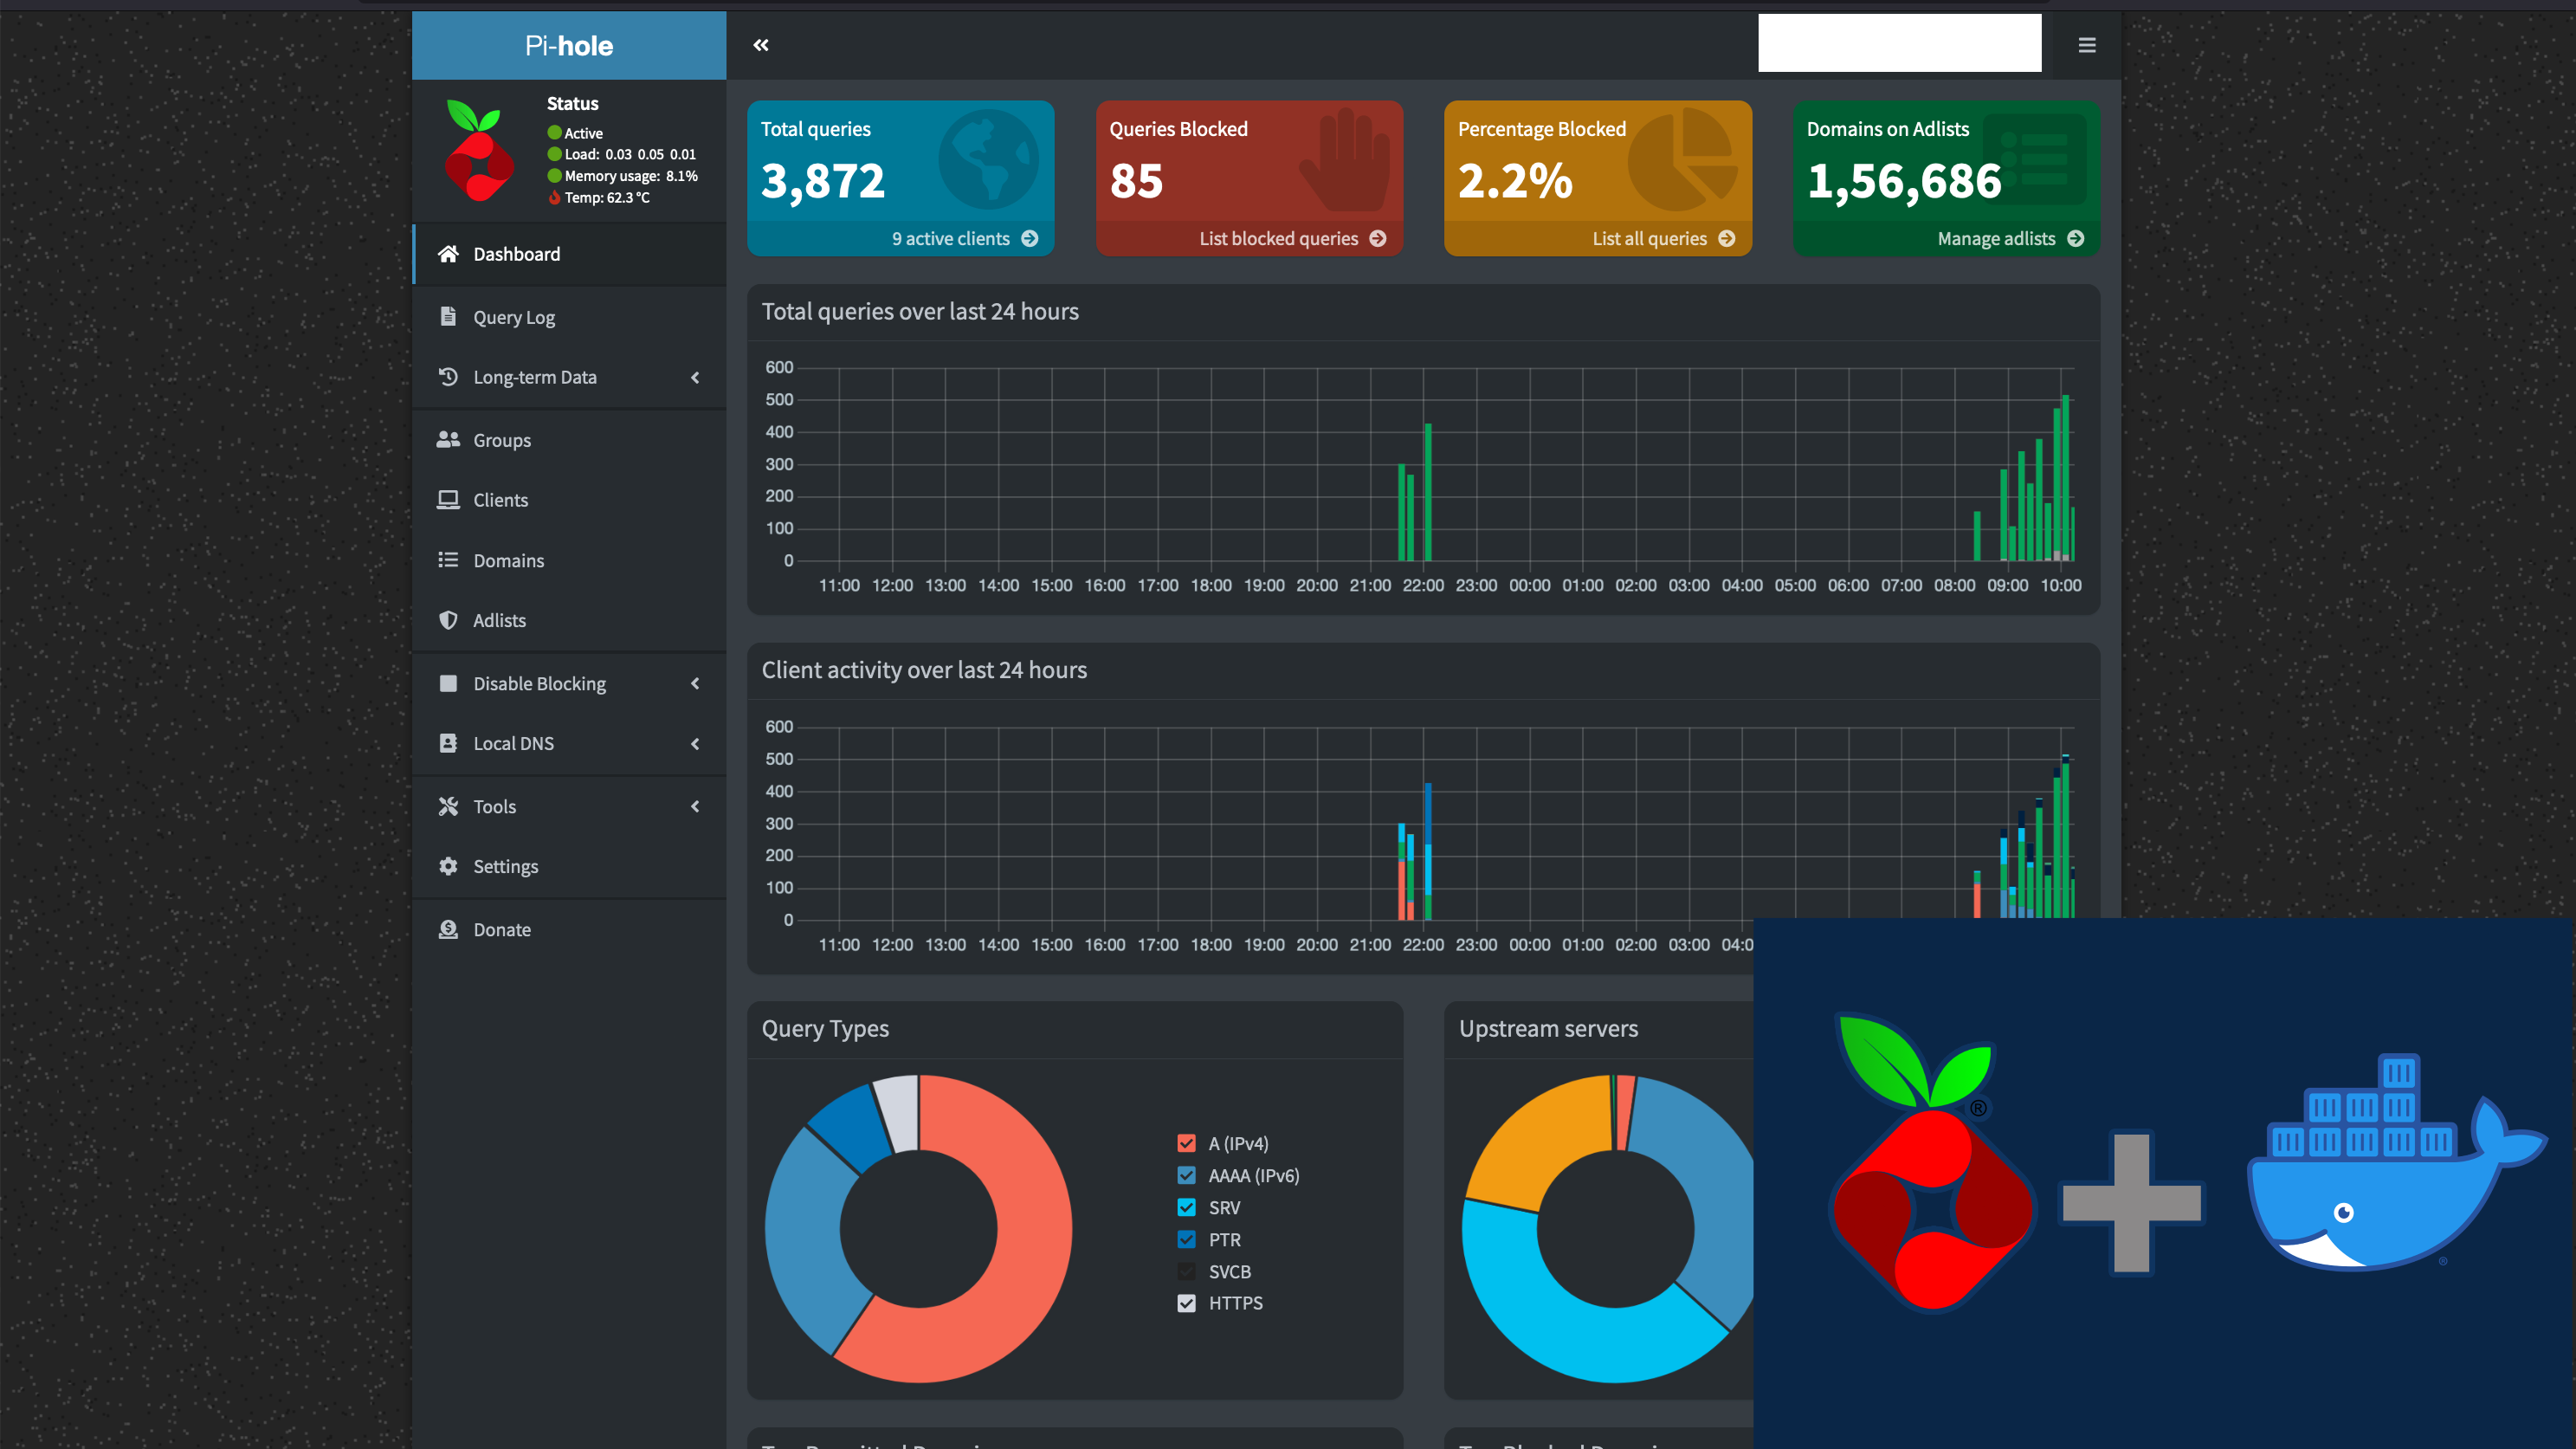 Pi-hole
Status
Active
Load: 0.03 0.05 0.01
Memory usage: 8.1%
Temp: 62.3 °C
Dashboard
Query Log
Long-term Data
Groups
Clients
Domains
Adlists
Disable Blocking
Local DNS
Tools
Settings
Donate
Total queries
3,872
9 active clients
Queries Blocked
85
List blocked queries
Percentage Blocked
2.2%
List all queries
Domains on Adlists
1,56,686
Manage adlists
Total queries over last 24 hours
600
500
400
300
200
100
0
11:00 12:00 13:00 14:00 15:00 16:00 17:00 18:00 19:00 20:00 21:00 22:00 23:00 00:00 01:00 02:00 03:00 04:00 05:00 06:00 07:00 08:00 09:00 10:00
Client activity over last 24 hours
600
500
400
300
200
100
0
11:00 12:00 13:00 14:00 15:00 16:00 17:00 18:00 19:00 20:00 21:00 22:00 23:00 00:00 01:00 02:00 03:00 04:0
Query Types
A (IPv4)
AAAA (IPv6)
SRV
PTR
SVCB
HTTPS
Upstream servers
®
®